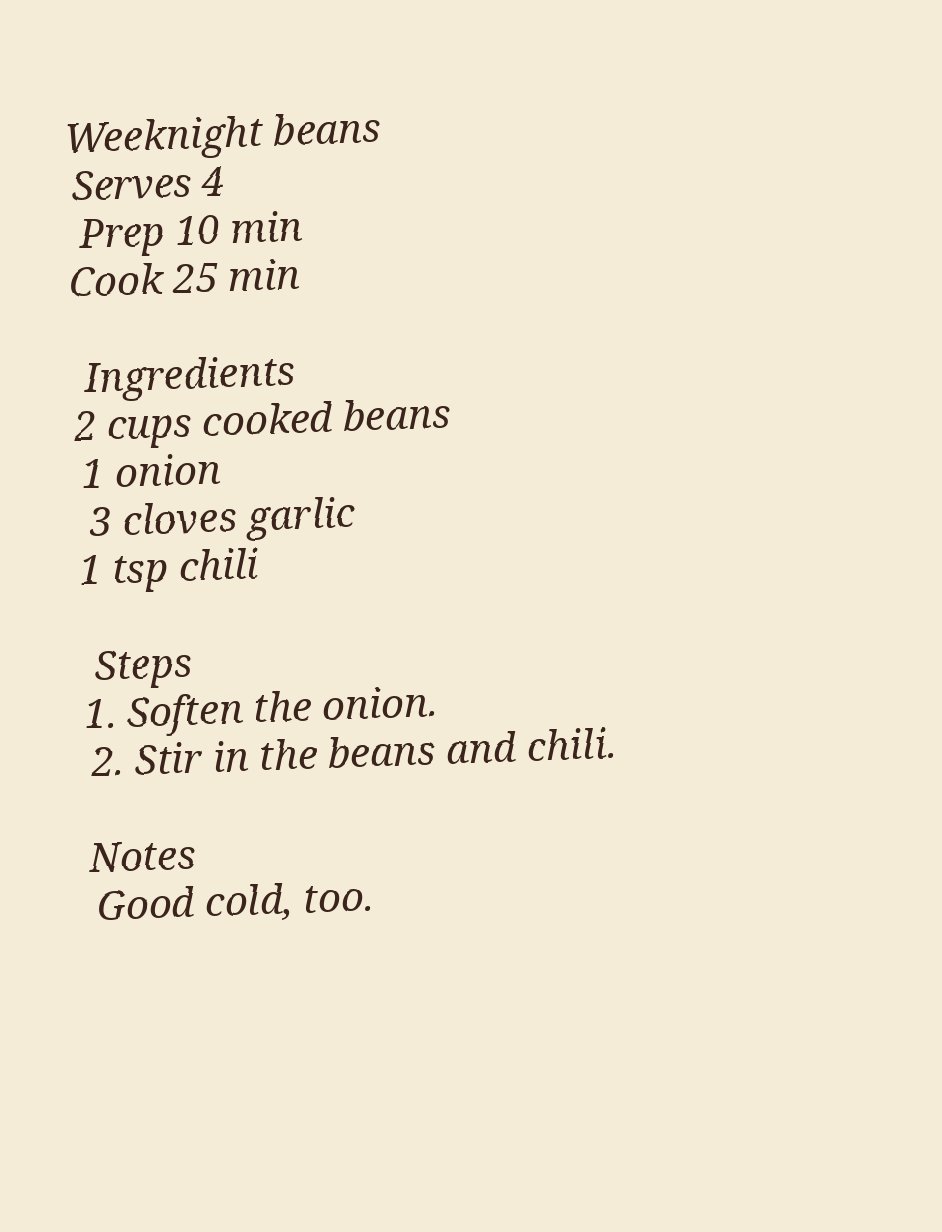 Weeknight beans
Serves 4
Prep 10 min
Cook 25 min
Ingredients
2 cups cooked beans
1 onion
3 cloves garlic
1 tsp chili
Steps
1. Soften the onion.
2. Stir in the beans and chili.
Notes
Good cold, too.